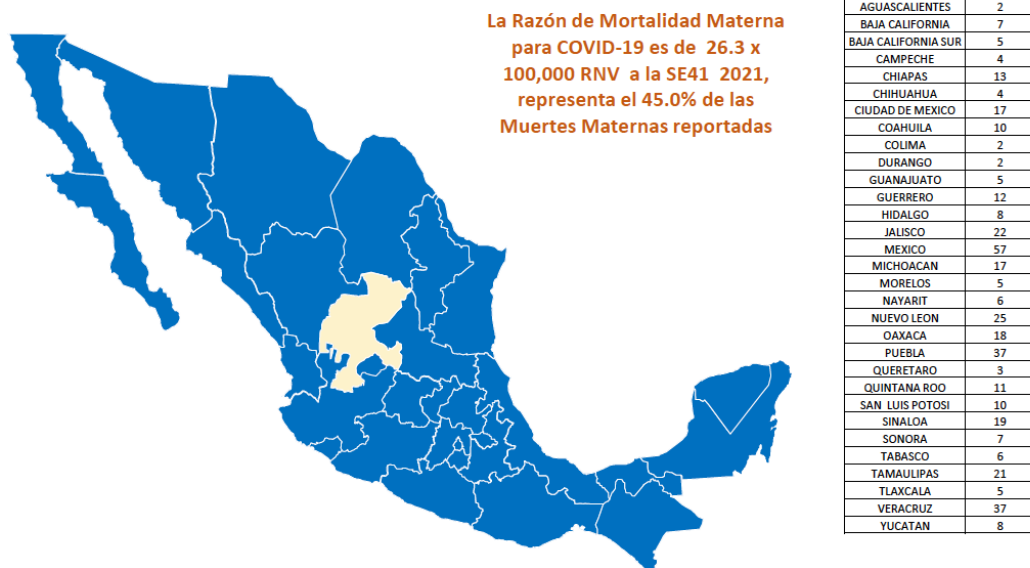 La Razón de Mortalidad Materna
para COVID-19 es de 26.3 x
100,000 RNV a la SE41 2021,
representa el 45.0% de las
Muertes Maternas reportadas
AGUASCALIENTES 2
BAJA CALIFORNIA 7
BAJA CALIFORNIA SUR 5
CAMPECHE 4
CHIAPAS 13
CHIHUAHUA 4
CIUDAD DE MEXICO 17
COAHUILA 10
COLIMA 2
DURANGO 2
GUANAJUATO 5
GUERRERO 12
HIDALGO 8
JALISCO 22
MEXICO 57
MICHOACAN 17
MORELOS 5
NAYARIT 6
NUEVO LEON 25
OAXACA 18
PUEBLA 37
QUERETARO 3
QUINTANA ROO 11
SAN LUIS POTOSI 10
SINALOA 19
SONORA 7
TABASCO 6
TAMAULIPAS 21
TLAXCALA 5
VERACRUZ 37
YUCATAN 8